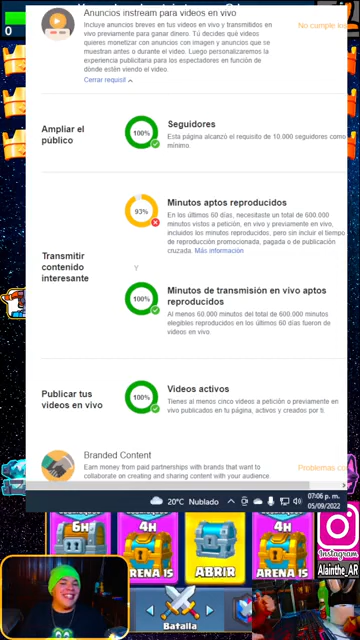 Anuncios instream para videos en vivo
Incluye anuncios breves en tus videos en vivo y transmitidos en
vivo previamente para ganar dinero. Tú decides qué videos
quieres monetizar con anuncios con imagen y anuncios que se
muestran antes o durante el video. Luego personalizaremos la
experiencia publicitaria para los espectadores en función de
dónde estén viendo el video.
Cerrar requisit
No cumple los
0
Ampliar el
público
100%
Seguidores
Esta página alcanzó el requisito de 10.000 seguidores como
mínimo.
Transmitir
contenido
interesante
93%
Minutos aptos reproducidos
En los últimos 60 días, necesitaste un total de 600.000
minutos vistos a petición, en vivo y previamente en vivo,
incluidos los minutos reproducidos, pero sin incluir el tiempo
de reproducción promocionada, pagada o de publicación
cruzada. Más información
y
100%
Minutos de transmisión en vivo aptos
reproducidos
Al menos 60.000 minutos del total de 600.000 minutos
elegibles reproducidos en los últimos 60 días fueron de
videos en vivo.
Publicar tus
videos en vivo
100%
Videos activos
Tienes al menos cinco videos a petición o previamente en
vivo publicados en tu página, activos y creados por ti.
Branded Content
Earn money from paid partnerships with brands that want to
collaborate on creating and sharing content with your audience.
Problemas co
20°C Nublado
07:06 p. m.
05/09/2022
6H
4H
ARENA 15
ABRIR
4H
ARENA 15
Instagram
Alainthe_AR
Batalla